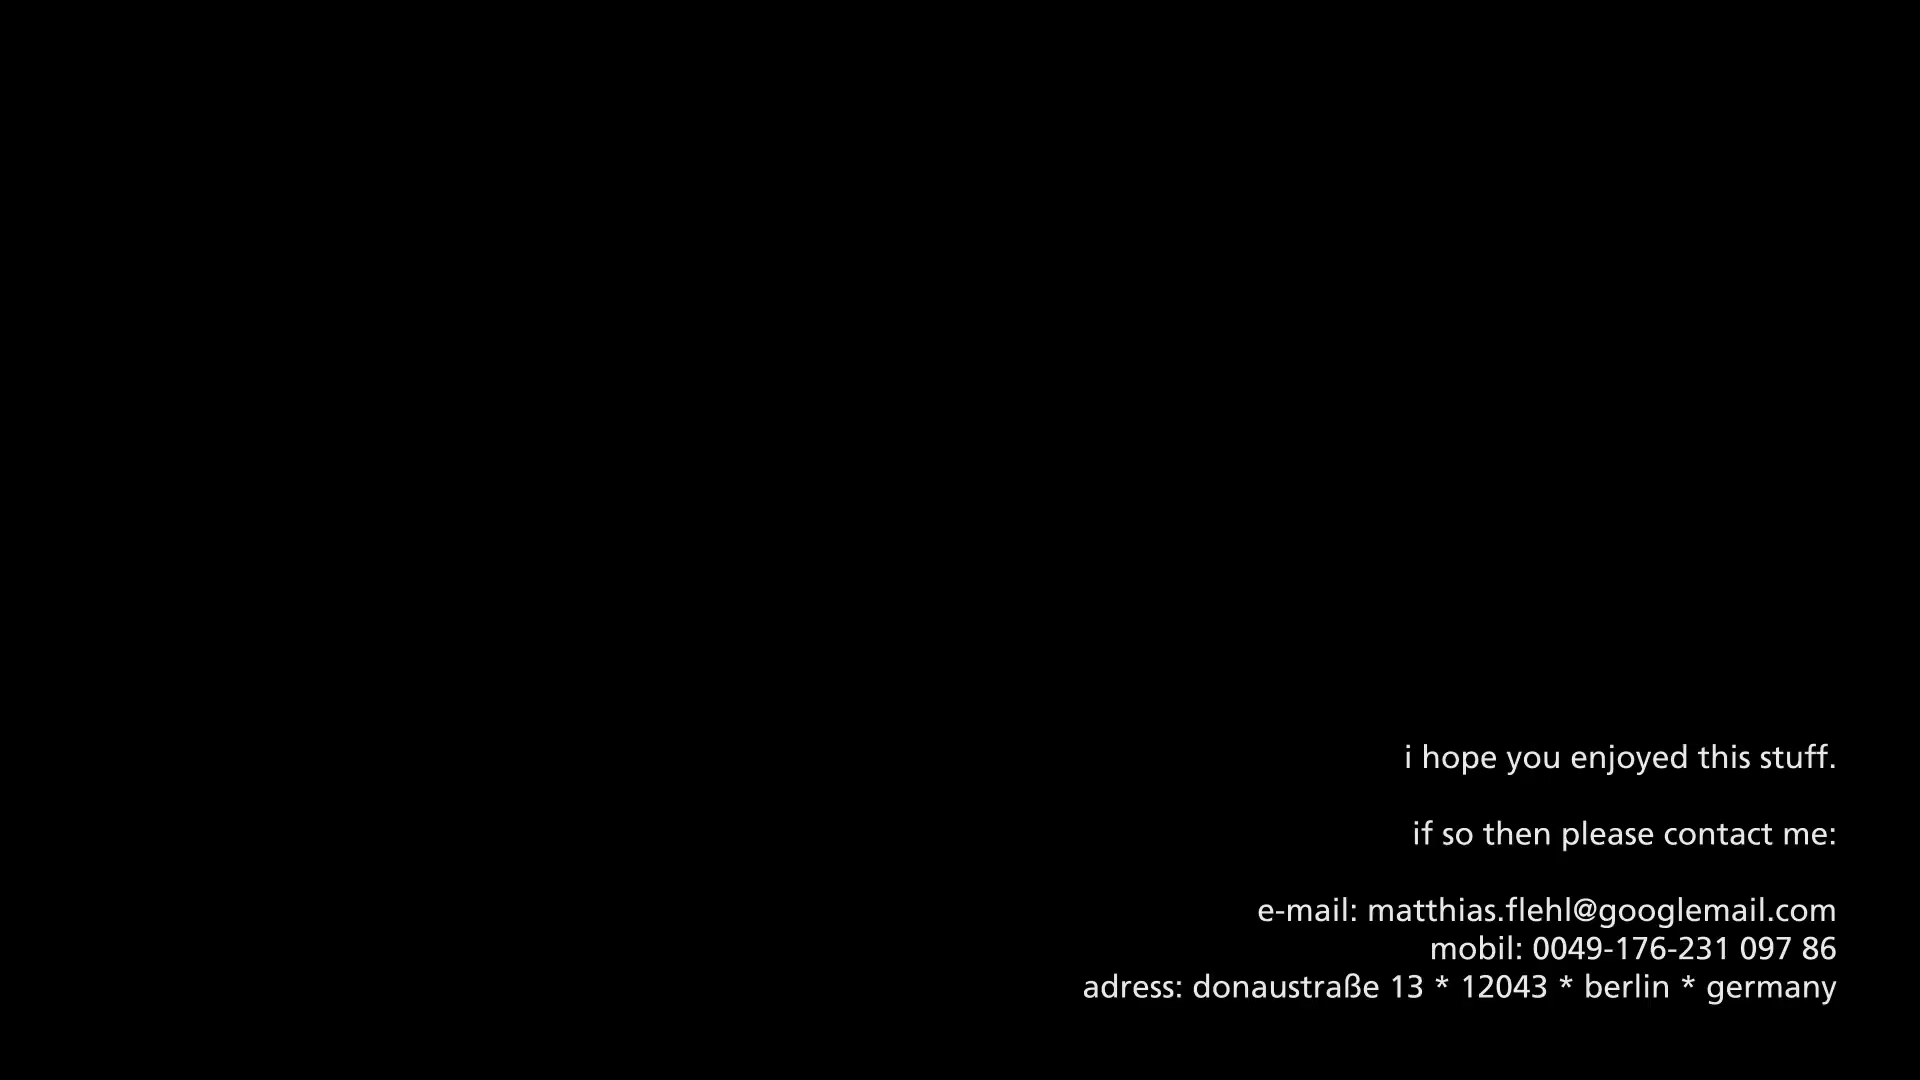 i hope you enjoyed this stuff.
if so then please contact me:
e-mail: matthias.flehl@googlemail.com
mobil: 0049-176-231 097 86
adress: donaustraße 13 * 12043 * berlin * germany